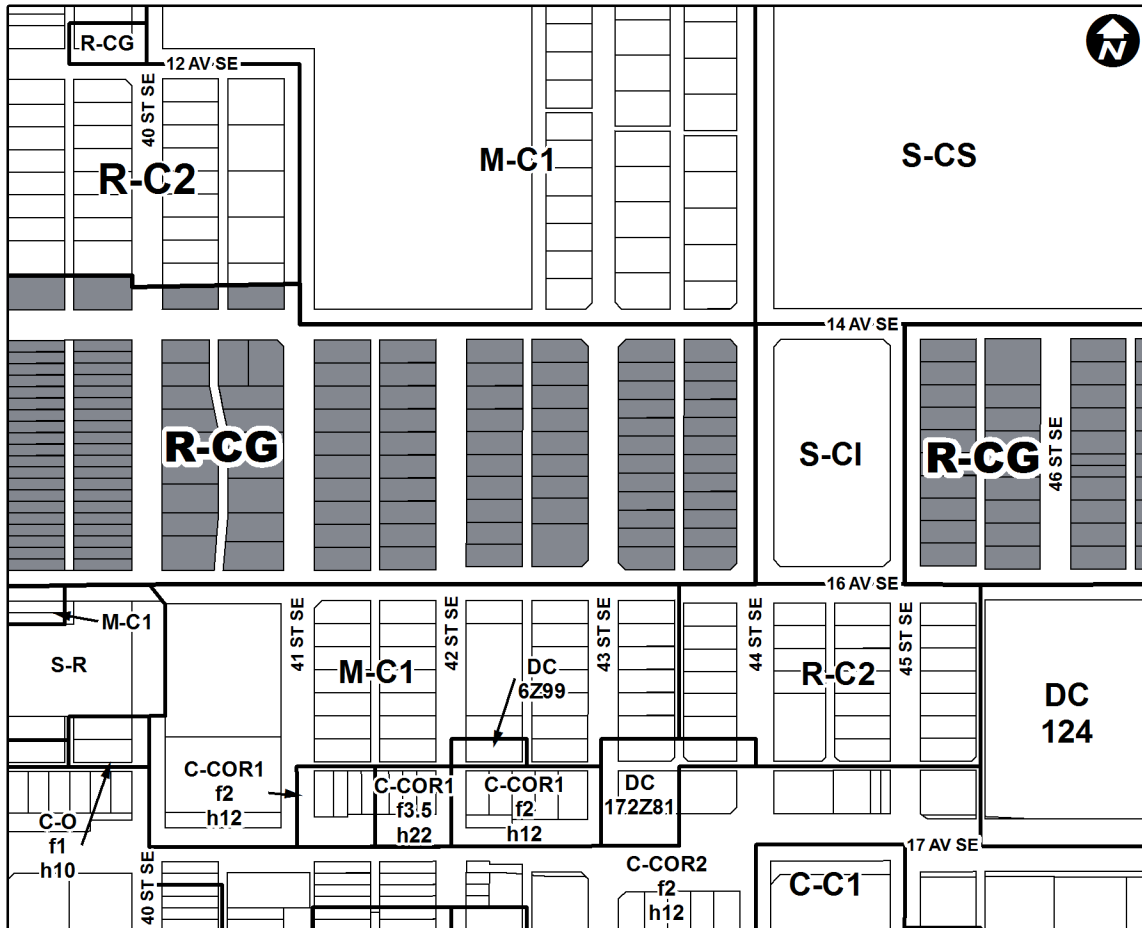 R-CG
N
12 AV SE
40 ST SE
M-C1
S-CS
R-C2
14 AV SE
R-CG
S-CI
R-CG
46 ST SE
16 AV SE
M-C1
S-R
41 ST SE
M-C1
42 ST SE
DC
6Z99
43 ST SE
44 ST SE
R-C2
45 ST SE
DC
124
C-COR1
f2
h12
C-COR1
f3.5
h22
C-COR1
f2
h12
DC
172Z81
C-O
f1
h10
17 AV SE
40 ST SE
C-COR2
f2
h12
C-C1